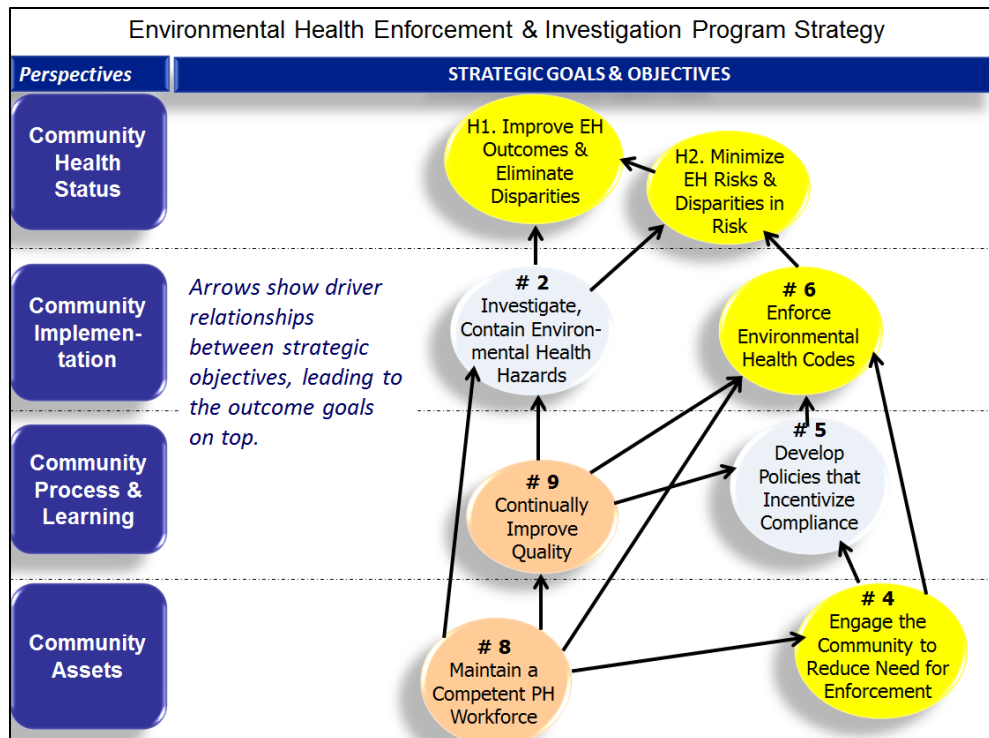 Environmental Health Enforcement & Investigation Program Strategy
Perspectives
STRATEGIC GOALS & OBJECTIVES
Community
Health
Status
H1. Improve EH
Outcomes &
Eliminate
Disparities
H2. Minimize
EH Risks &
Disparities in
Risk
Community
Implemen-
tation
Arrows show driver
relationships
between strategic
objectives, leading to
the outcome goals
on top.
# 2
Investigate,
Contain Environ-
mental Health
Hazards
# 6
Enforce
Environmental
Health Codes
Community
Process &
Learning
# 9
Continually
Improve
Quality
# 5
Develop
Policies that
Incentivize
Compliance
Community
Assets
# 8
Maintain a
Competent PH
Workforce
# 4
Engage the
Community to
Reduce Need for
Enforcement